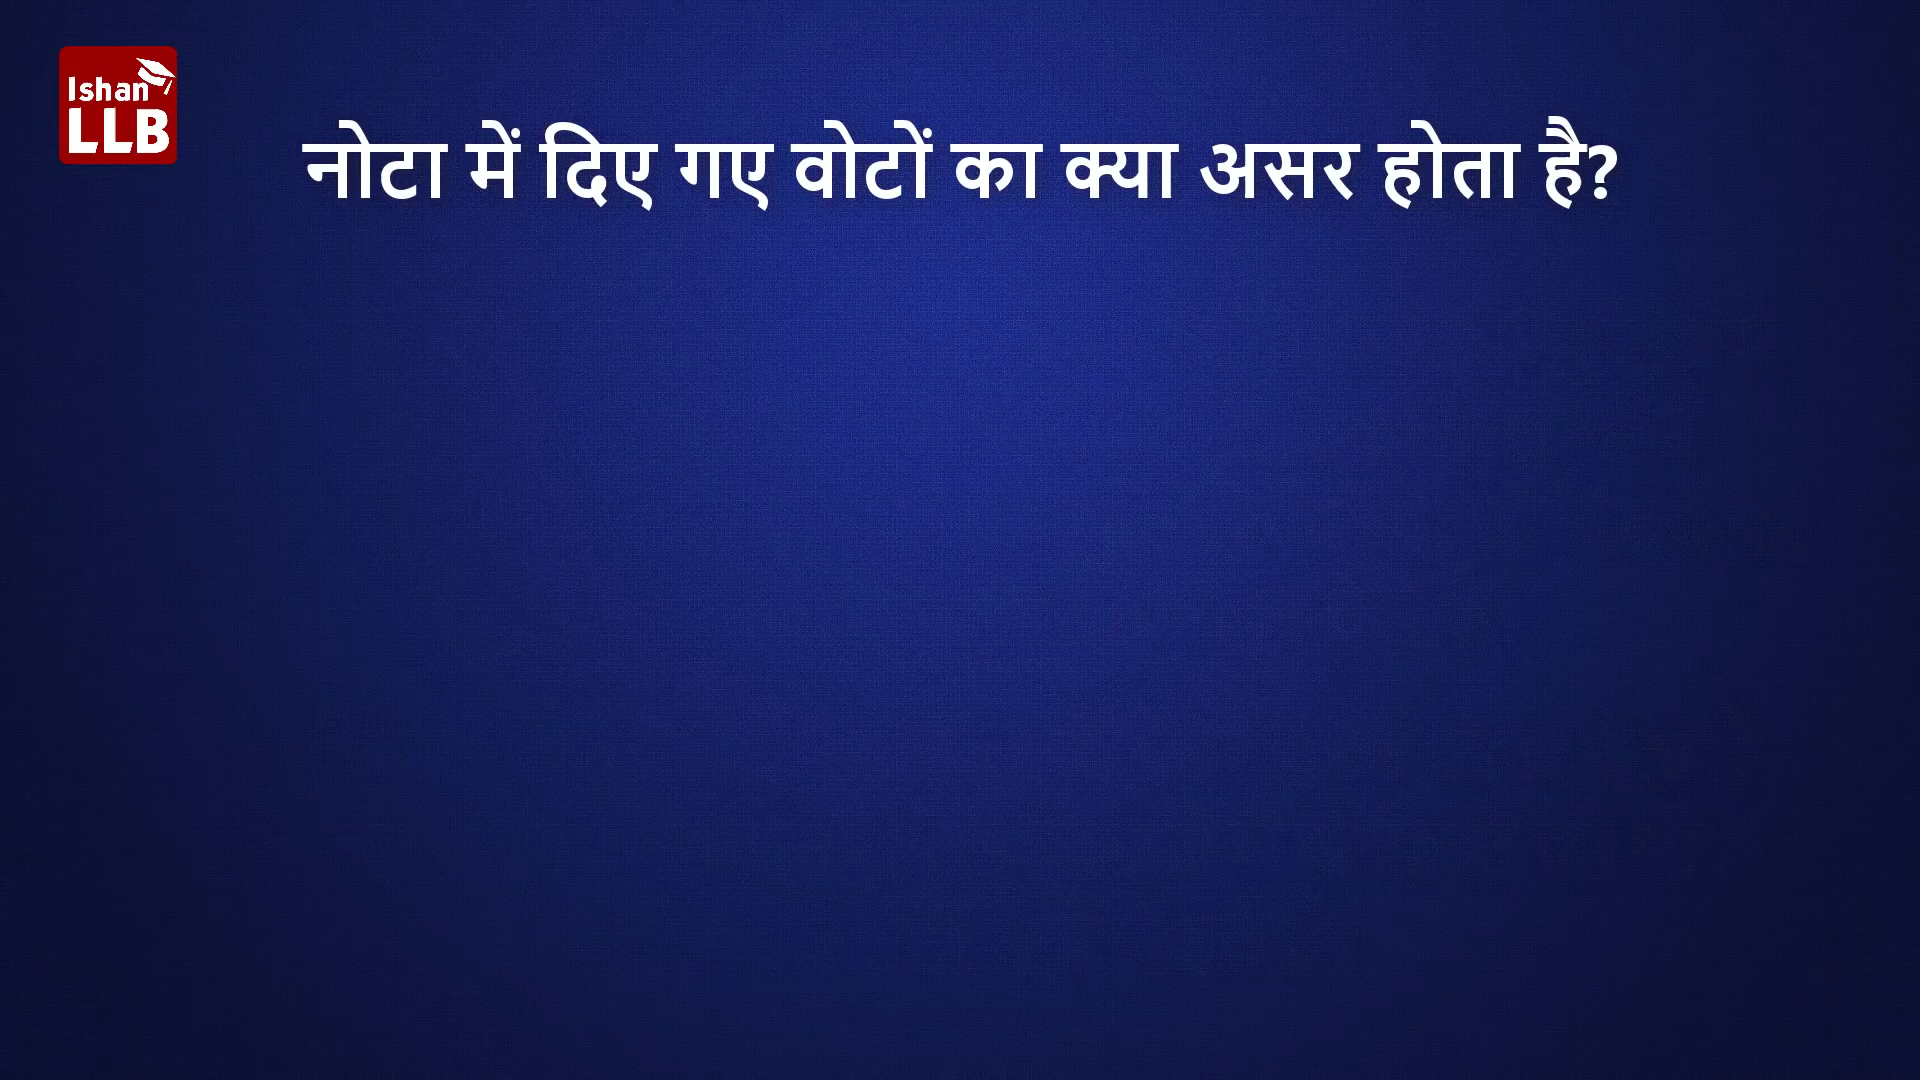 Ishan
LLB
नोटा में दिए गए वोटों का क्या असर होता है?